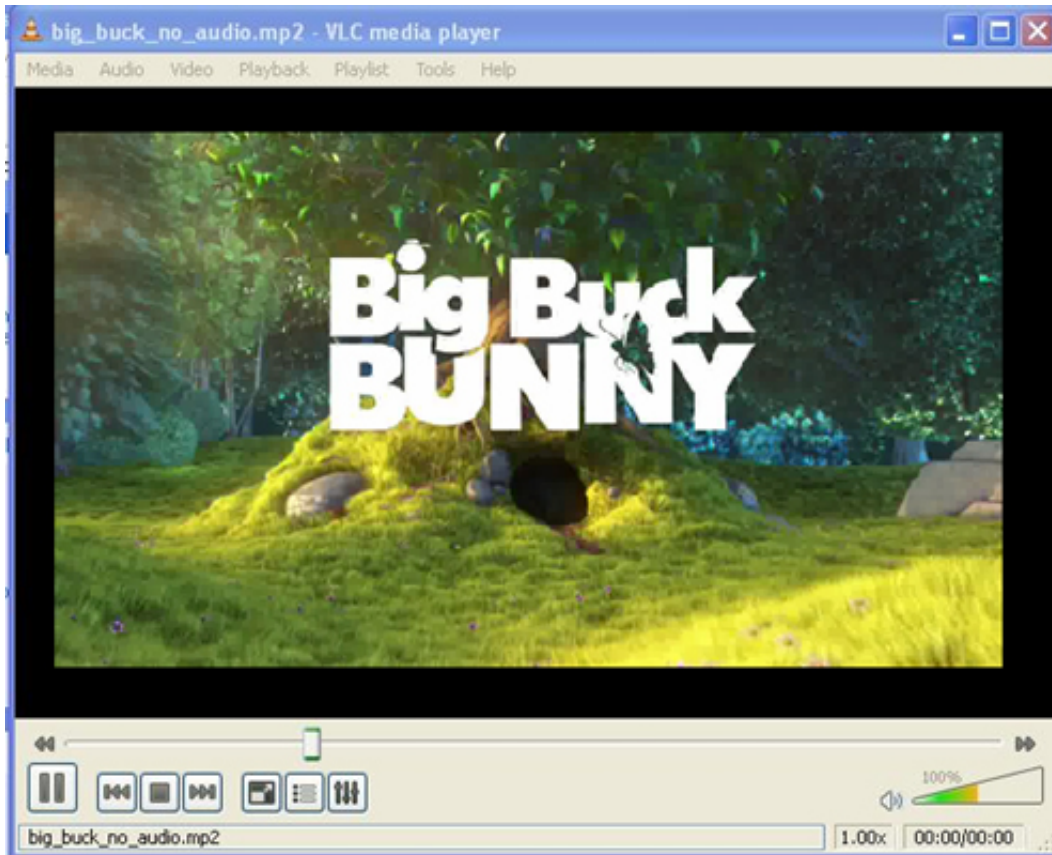 big_buck_no_audio.mp2 - VLC media player
Media Audio Video Playback Playlist Tools Help
Big Buck
BUNNY
100%
big_buck_no_audio.mp2 1.00x 00:00/00:00